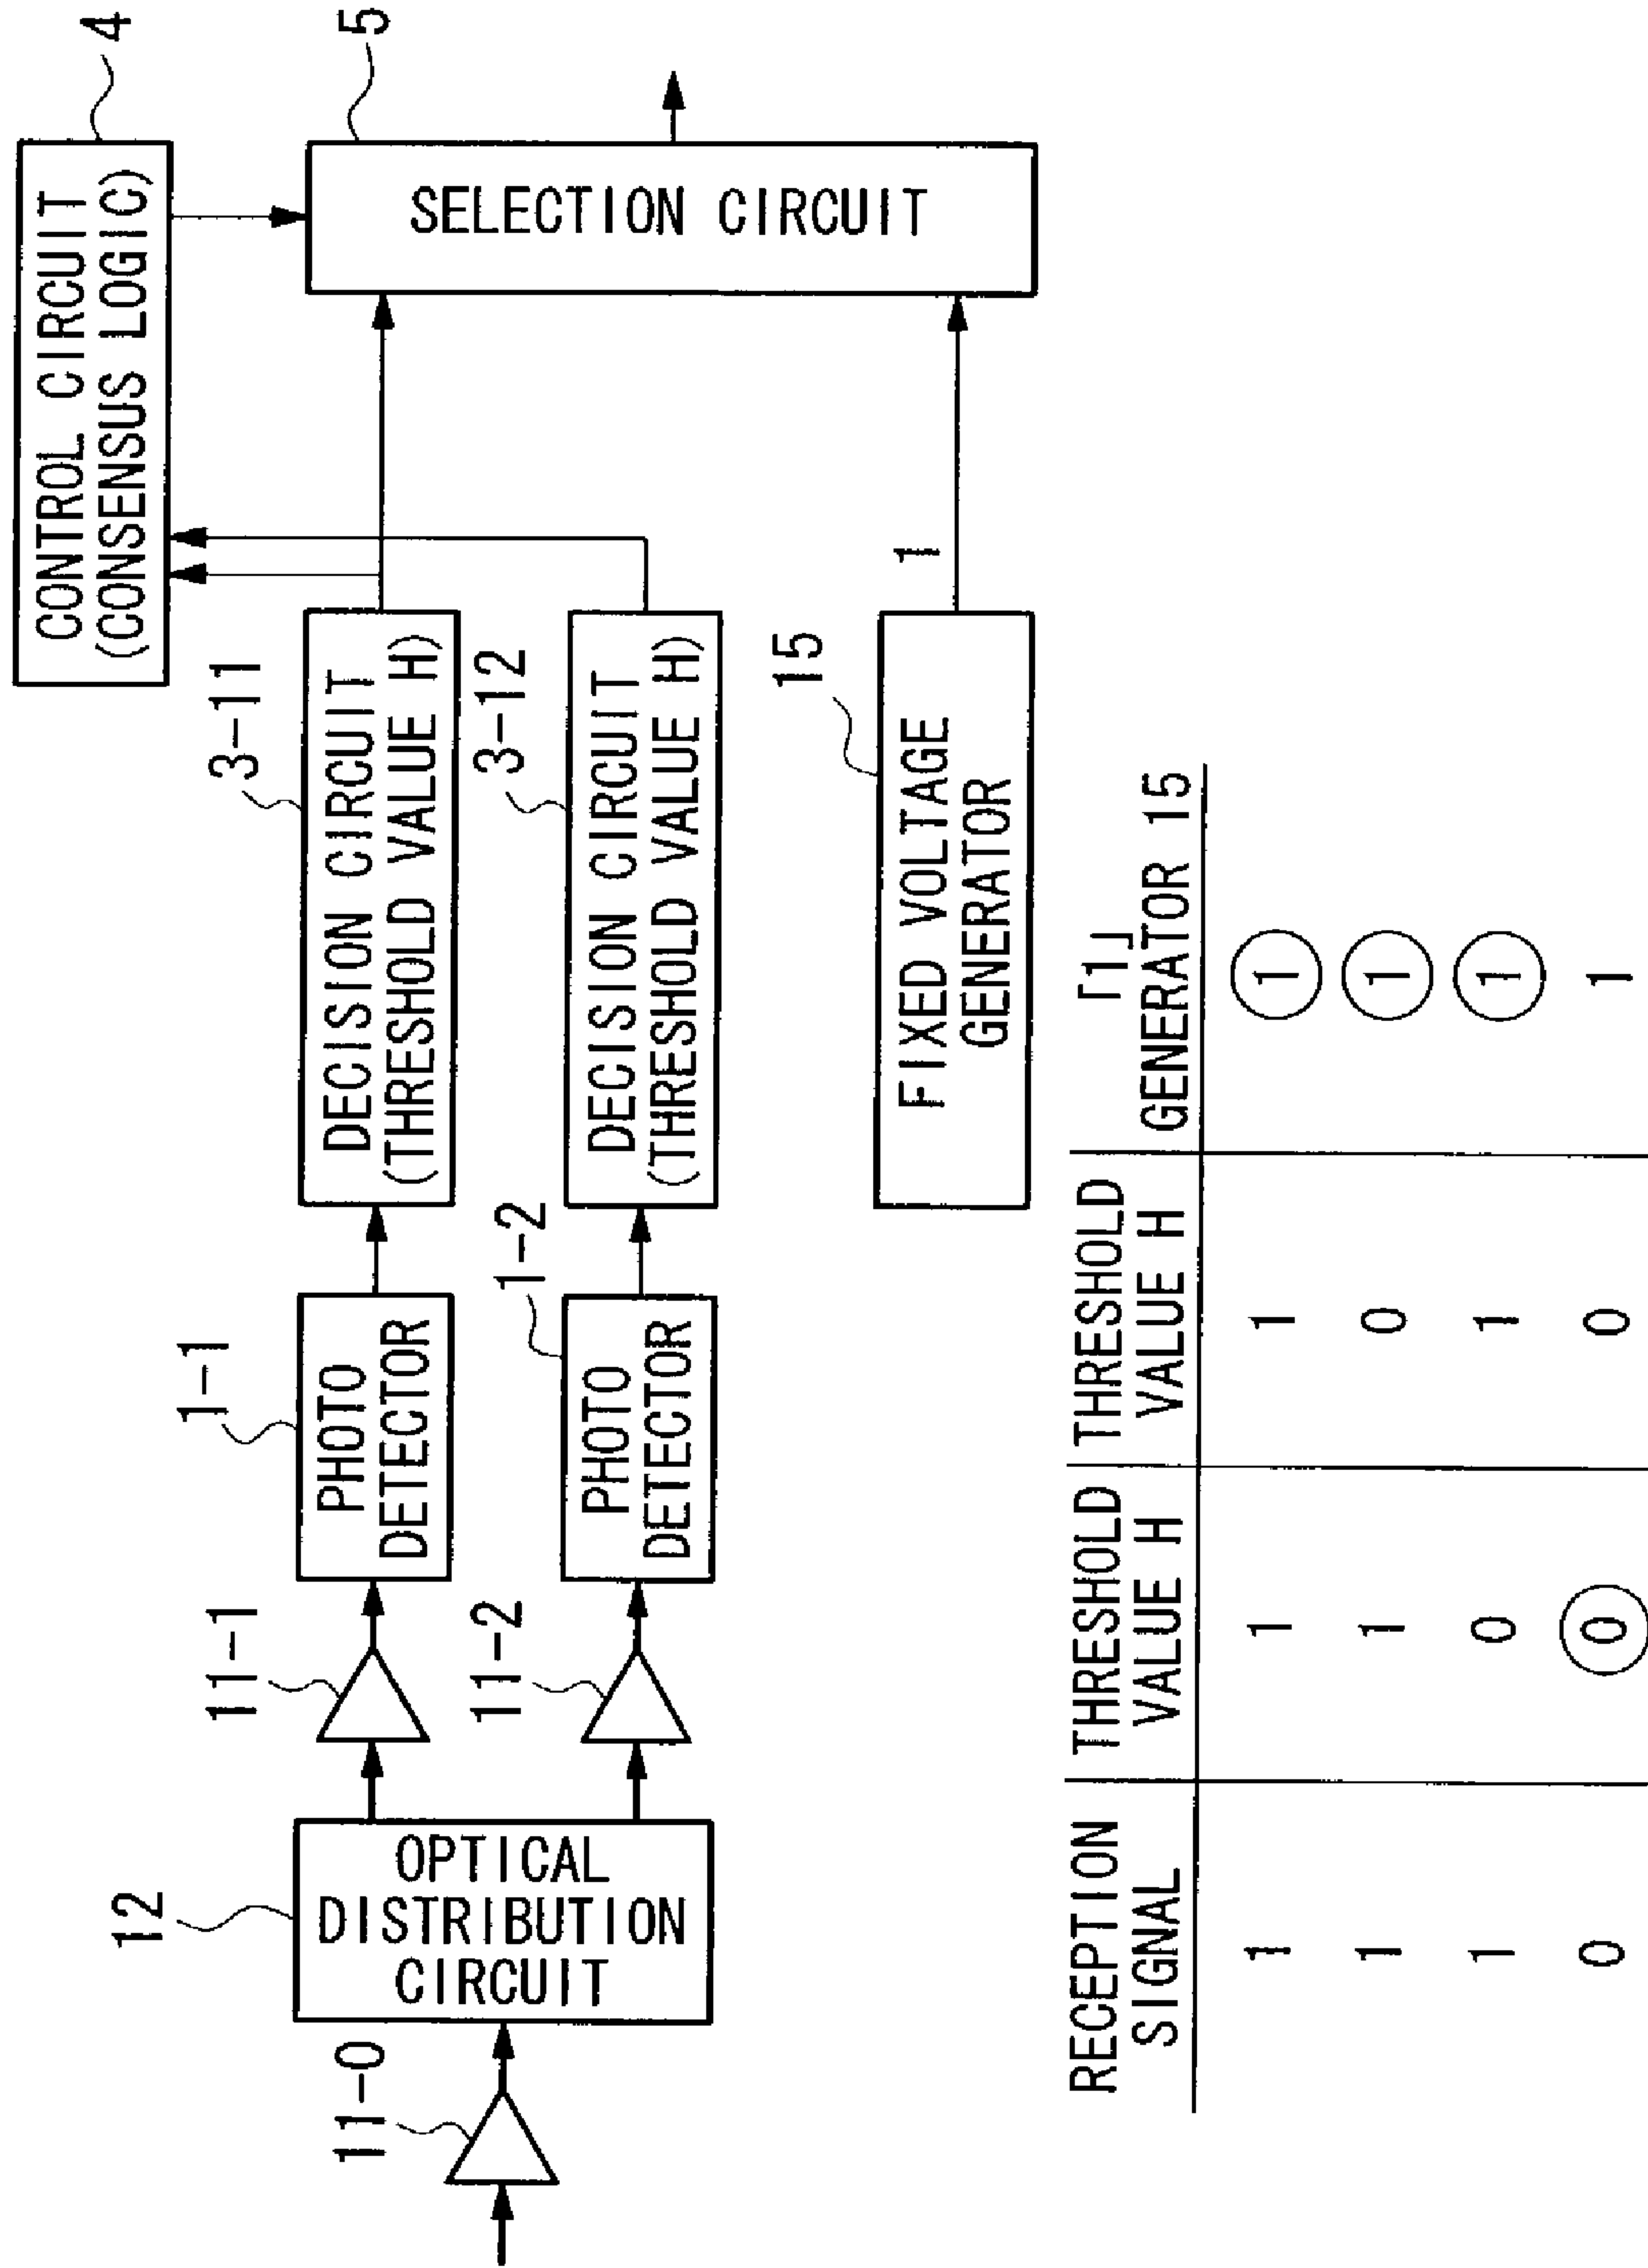 4
CONTROL CIRCUIT
(CONSENSUS LOGIC)
5
SELECTION CIRCUIT
3-11
DECISION CIRCUIT
(THRESHOLD VALUE H)
3-12
DECISION CIRCUIT
(THRESHOLD VALUE H)
1
15
FIXED VOLTAGE
GENERATOR
1-1
PHOTO
DETECTOR
1-2
PHOTO
DETECTOR
11-1
11-2
12
OPTICAL
DISTRIBUTION
CIRCUIT
11-0
RECEPTION
SIGNAL
THRESHOLD
VALUE H
THRESHOLD
VALUE H
「1」
GENERATOR 15
1 1 1 1
1 1 0 1
1 0 1 1
0 0 0 1